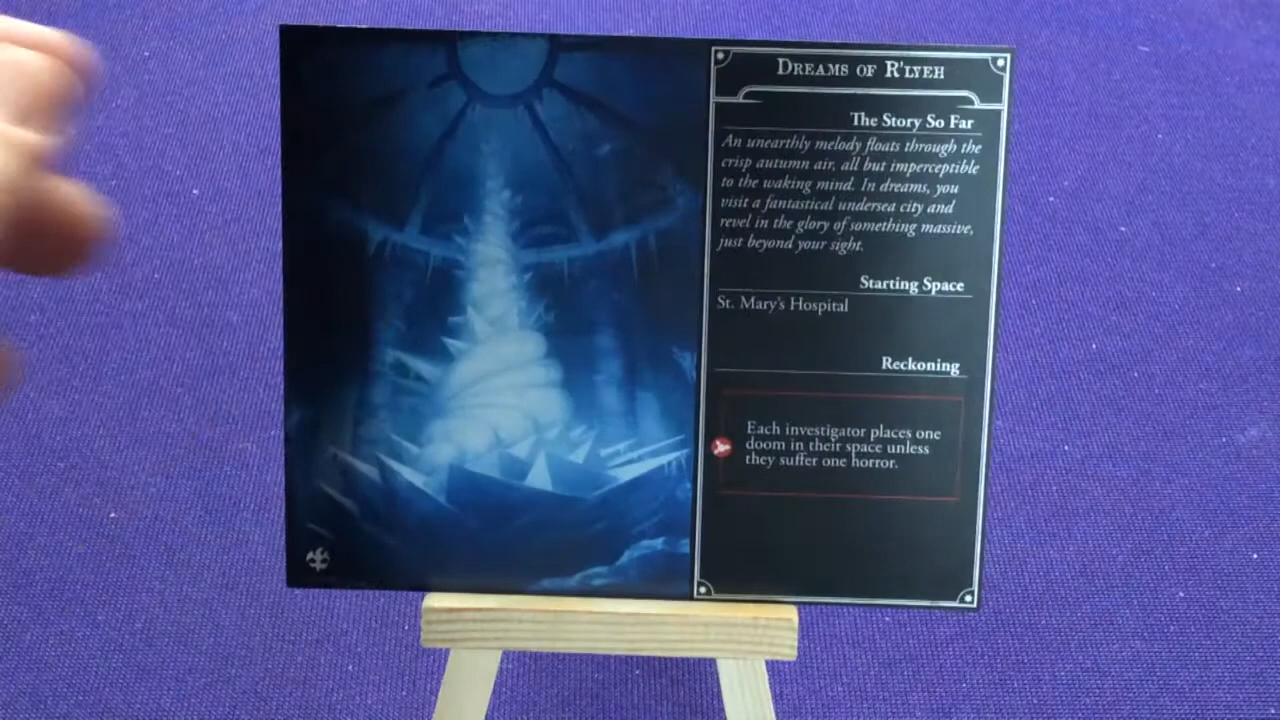 DREAMS OF R'LYEH
The Story So Far
An unearthly melody floats through the
crisp autumn air, all but imperceptible
to the waking mind. In dreams, you
visit a fantastical undersea city and
revel in the glory of something massive,
just beyond your sight.
Starting Space
St. Mary's Hospital
Reckoning
Each investigator places one
doom in their space unless
they suffer one horror.